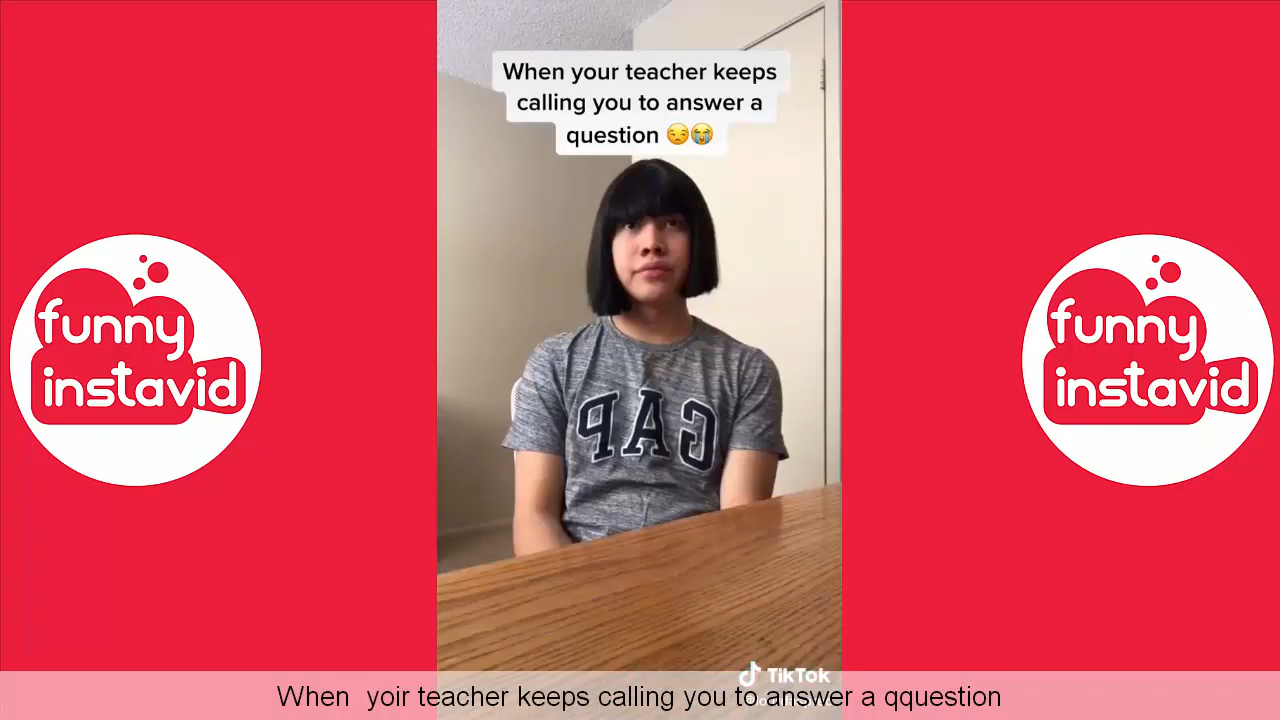 When your teacher keeps
calling you to answer a
question 😒😭
funny
instavid
funny
instavid
GAP
TikTok
When yoir teacher keeps calling you to answer a qquestion